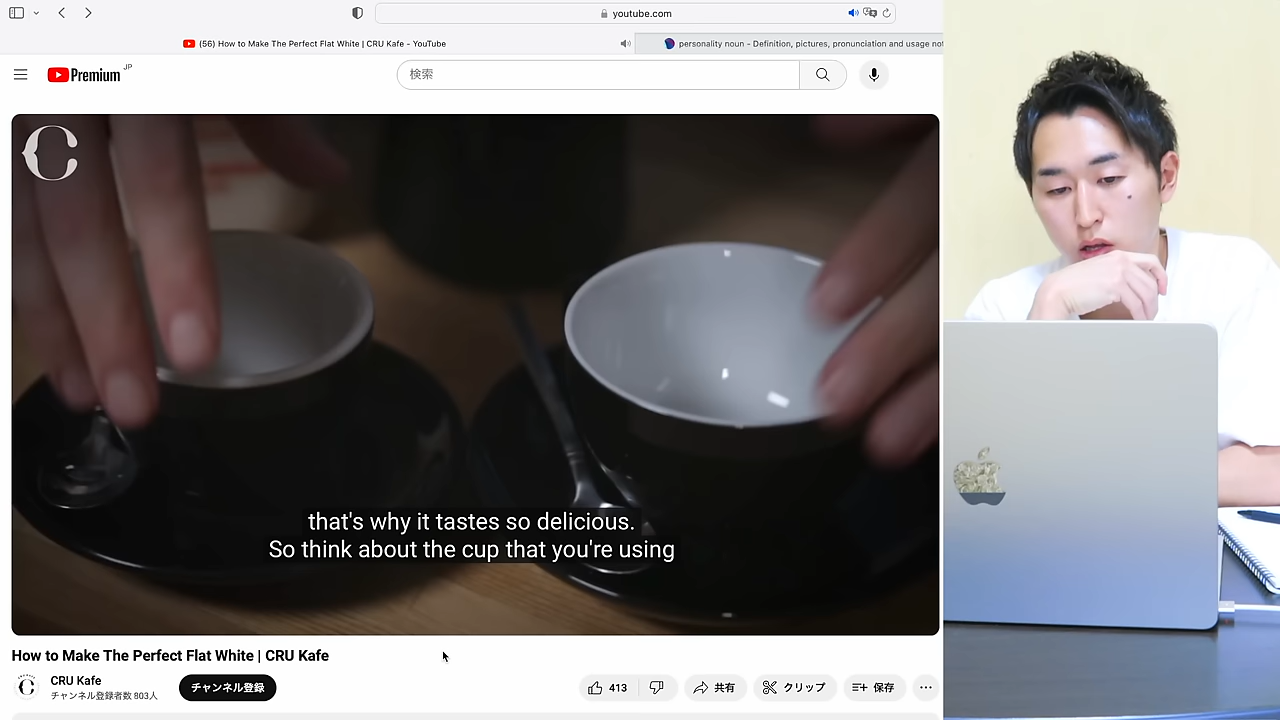 youtube.com
(56) How to Make The Perfect Flat White | CRU Kafe - YouTube
personality noun - Definition, pictures, pronunciation and usage not
Premium JP
検索
C
that's why it tastes so delicious.
So think about the cup that you're using
How to Make The Perfect Flat White | CRU Kafe
CRU Kafe
チャンネル登録者数 803人
チャンネル登録
413
共有
クリップ
保存